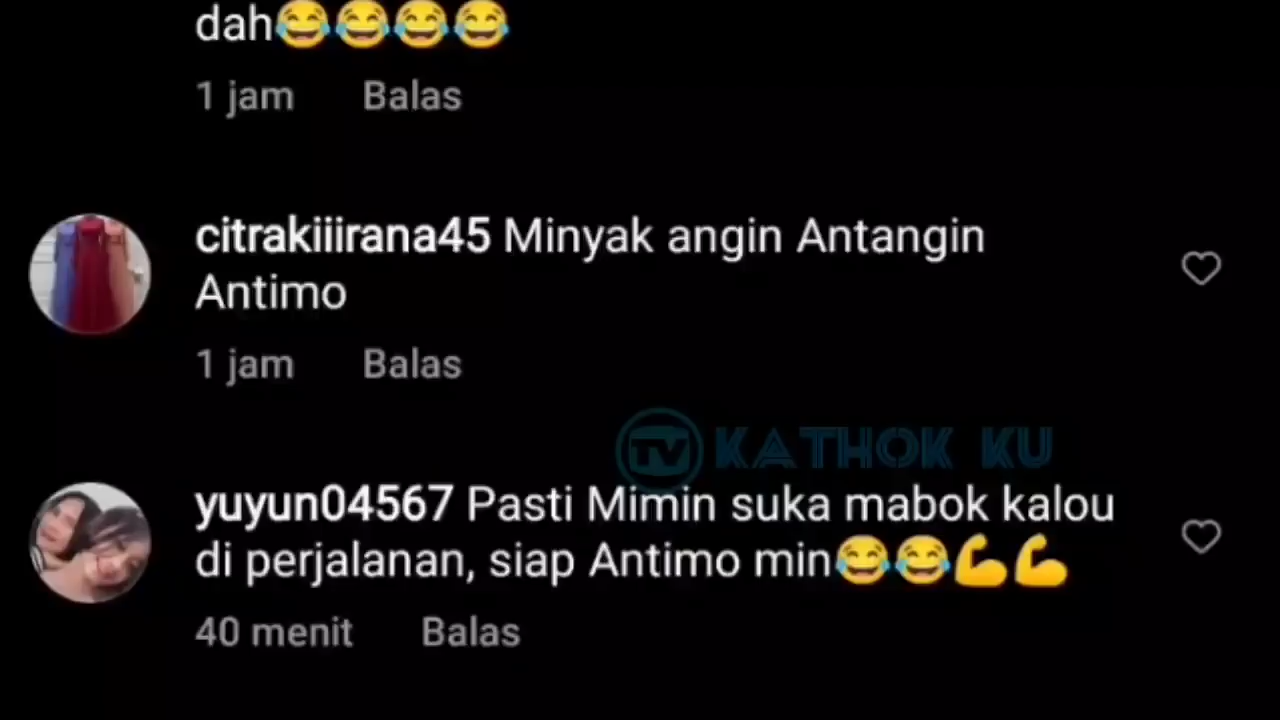 dah😂😂😂😂
1 jam Balas
citrakiiirana45 Minyak angin Antangin
Antimo
1 jam Balas
TV KATHOK KU
yuyun04567 Pasti Mimin suka mabok kalou
di perjalanan, siap Antimo min😂😂💪💪
40 menit Balas